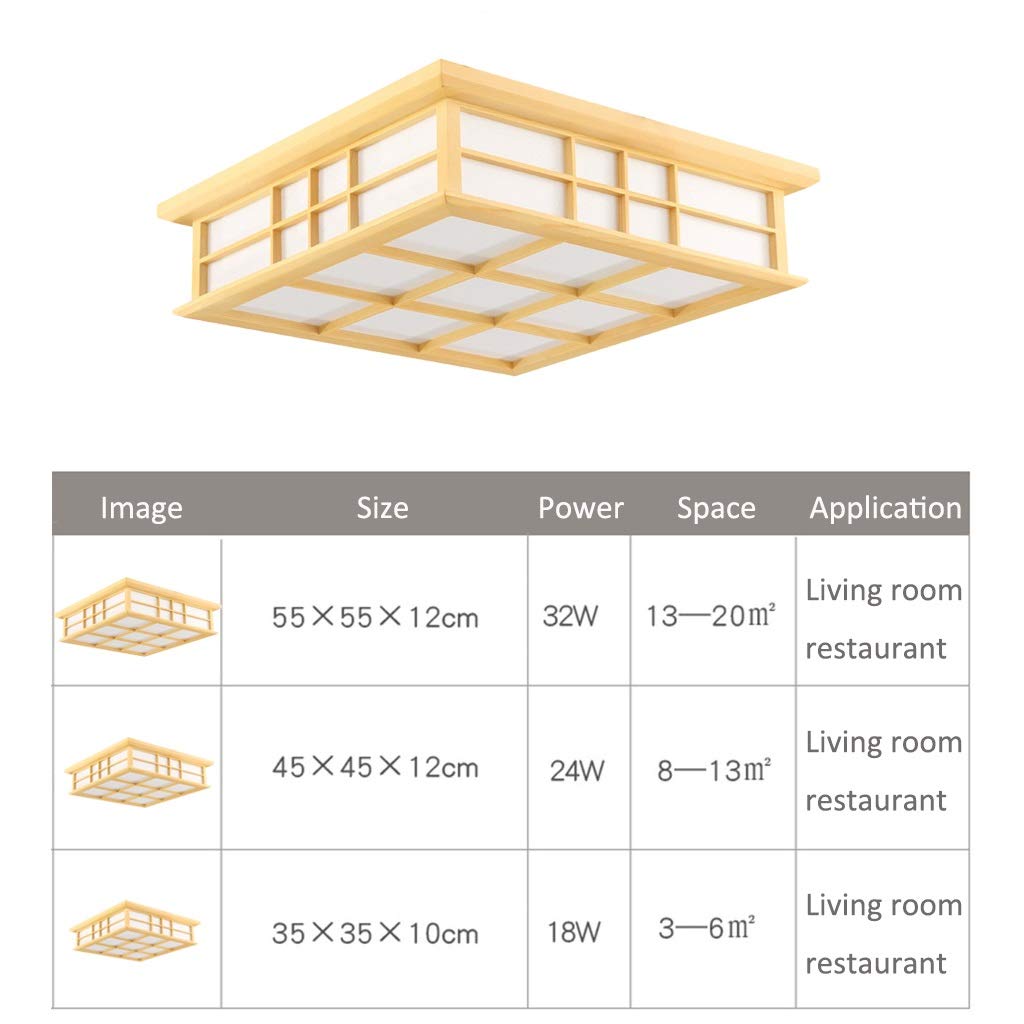 Image Size Power Space Application
55×55×12cm 32W 13—20㎡ Living room
restaurant
45×45×12cm 24W 8—13㎡ Living room
restaurant
35×35×10cm 18W 3—6㎡ Living room
restaurant